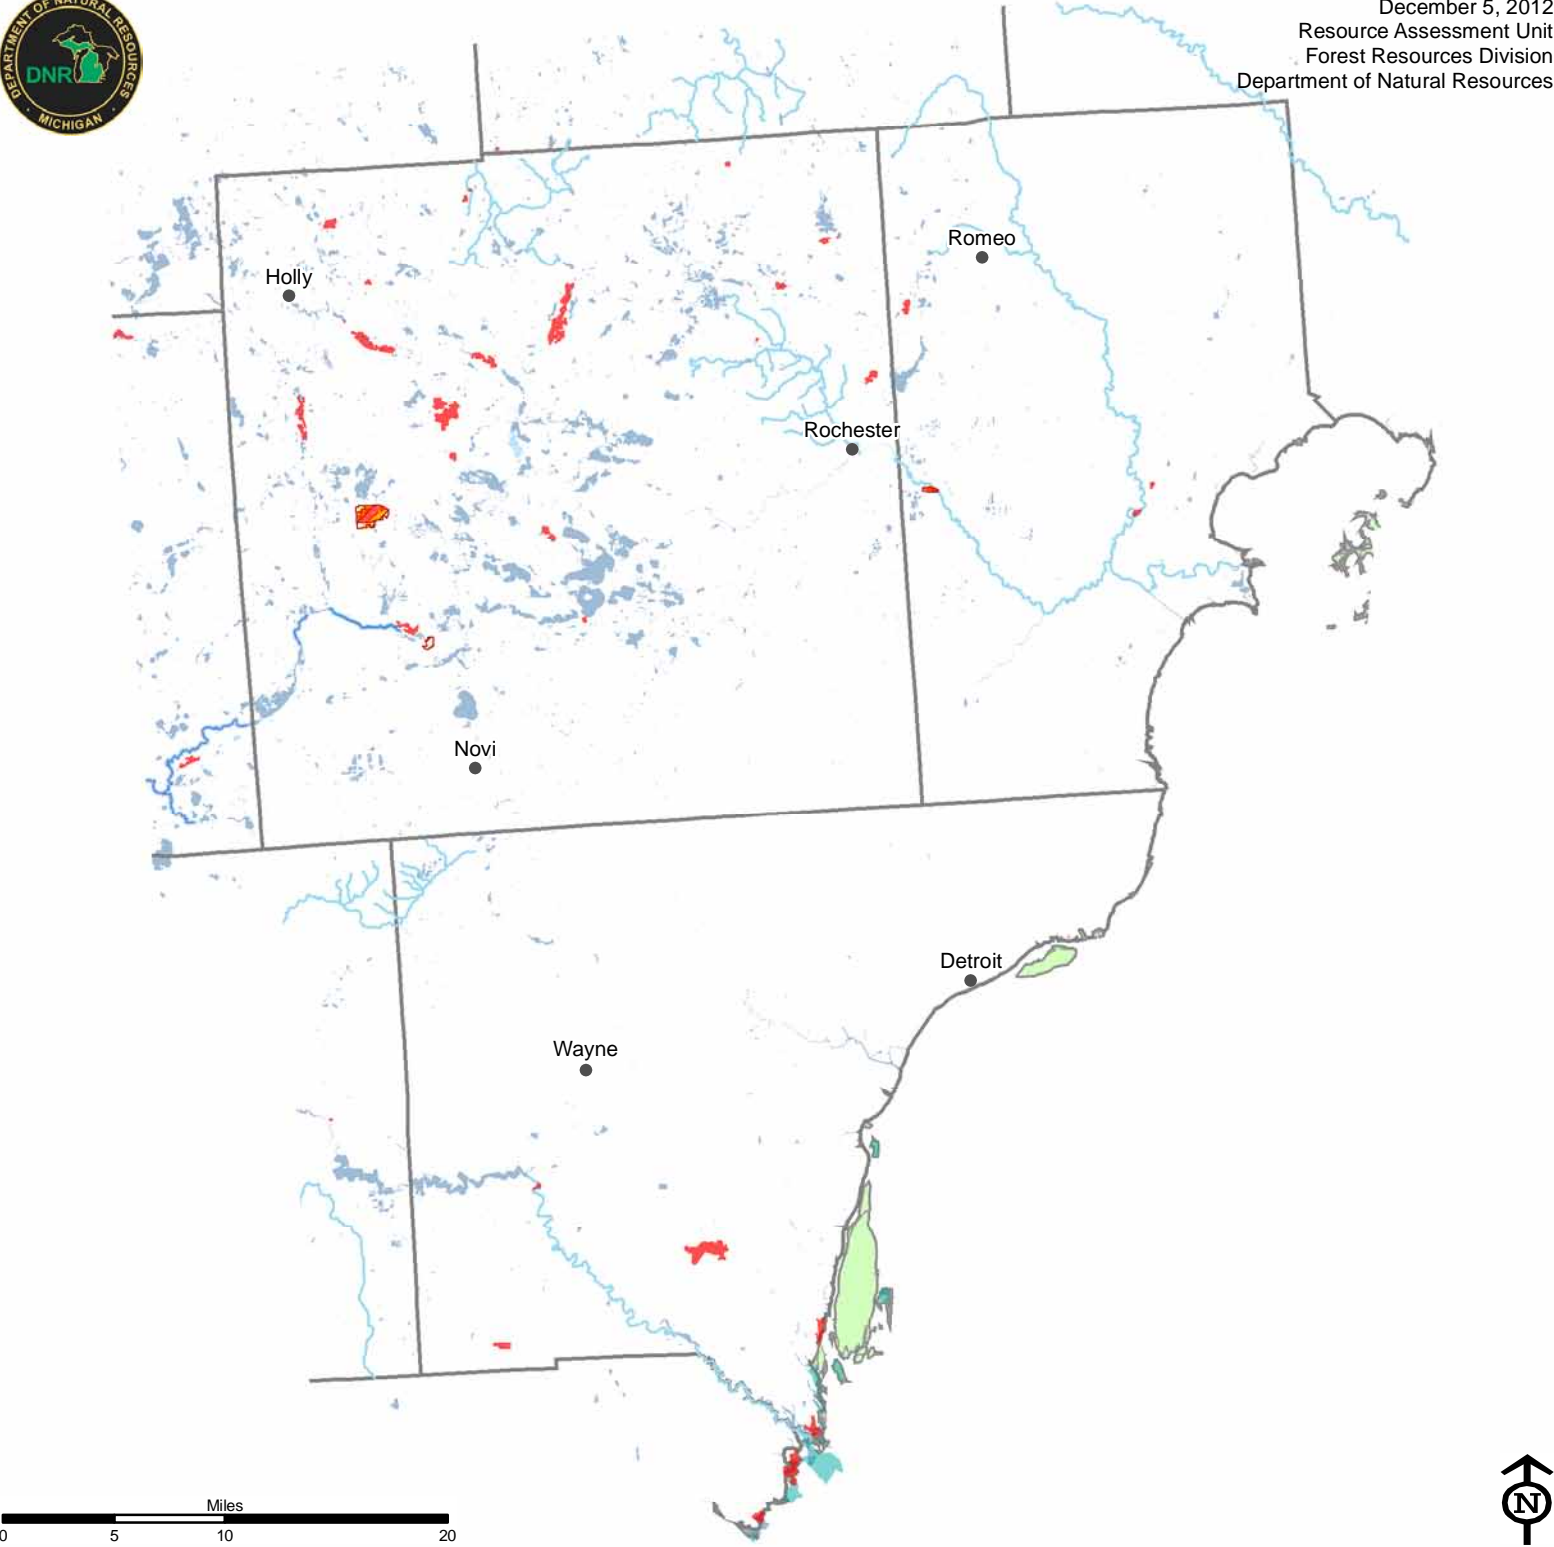 DEPARTMENT OF NATURAL RESOURCES
DNR
MICHIGAN
December 5, 2012
Resource Assessment Unit
Forest Resources Division
Department of Natural Resources
Romeo
Holly
Rochester
Novi
Detroit
Wayne
Miles
0 5 10 20
N